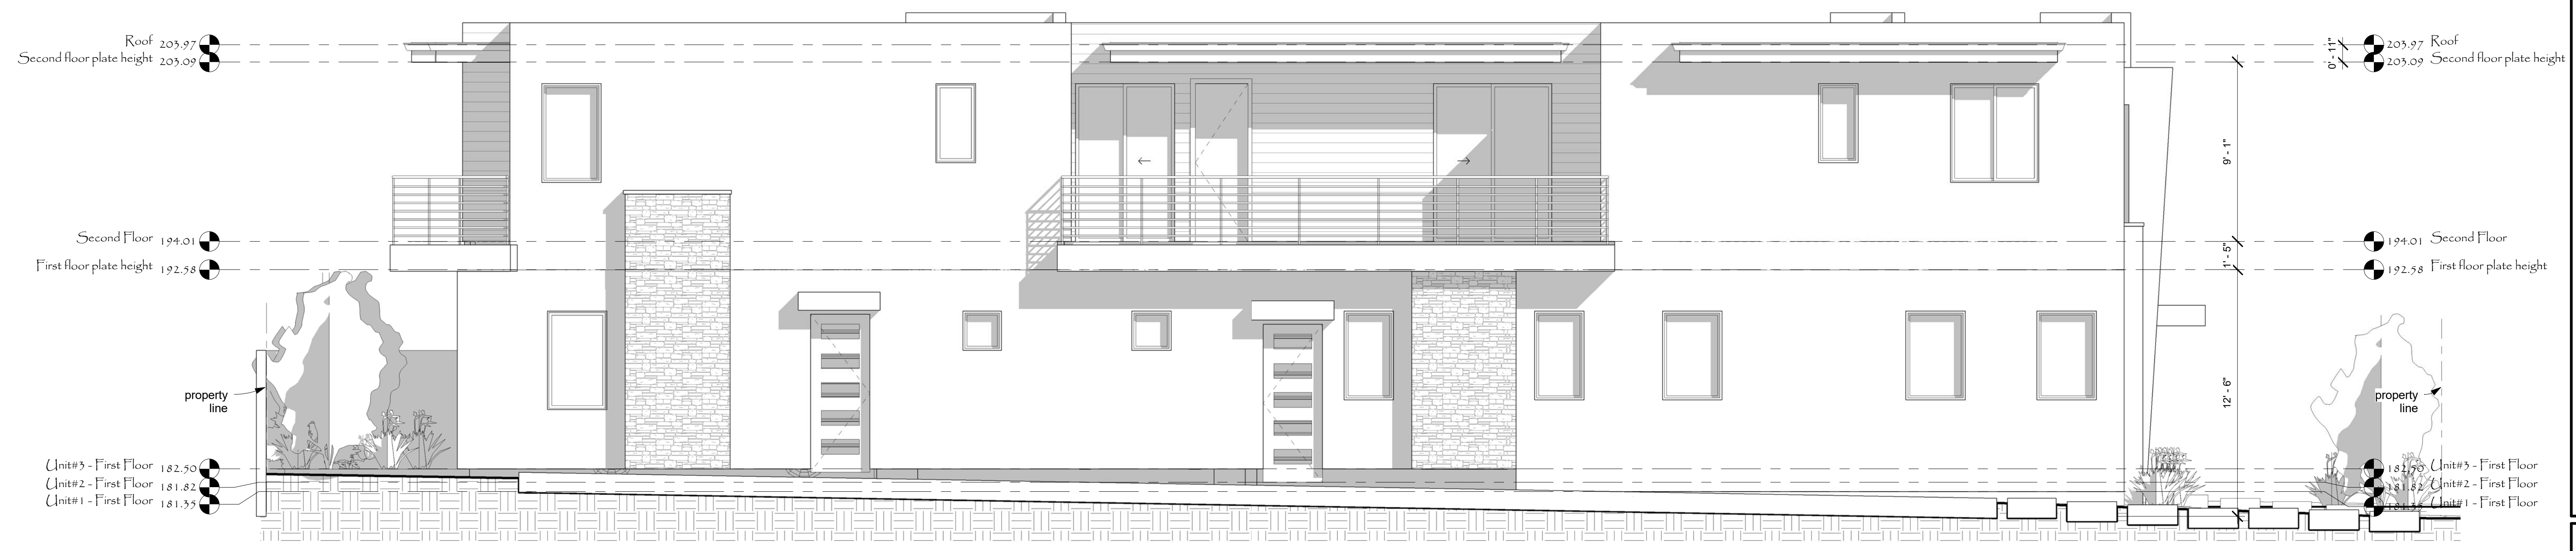 Roof 203.97
Second floor plate height 203.09
Second Floor 194.01
First floor plate height 192.58
property
line
Unit#3 - First Floor 182.50
Unit#2 - First Floor 181.82
Unit#1 - First Floor 181.35
0' - 11"
9' - 1"
1' - 5"
12' - 6"
203.97 Roof
203.09 Second floor plate height
194.01 Second Floor
192.58 First floor plate height
property
line
182.50 Unit#3 - First Floor
181.82 Unit#2 - First Floor
Unit#1 - First Floor